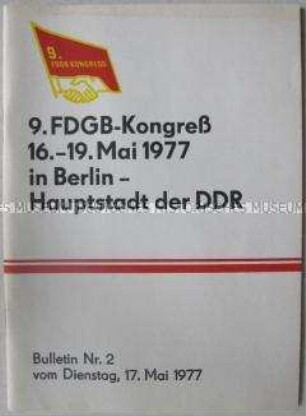 9.
FDGB KONGRESS
9. FDGB-Kongreß
16.-19. Mai 1977
in Berlin -
Hauptstadt der DDR
Bulletin Nr. 2
vom Dienstag, 17. Mai 1977